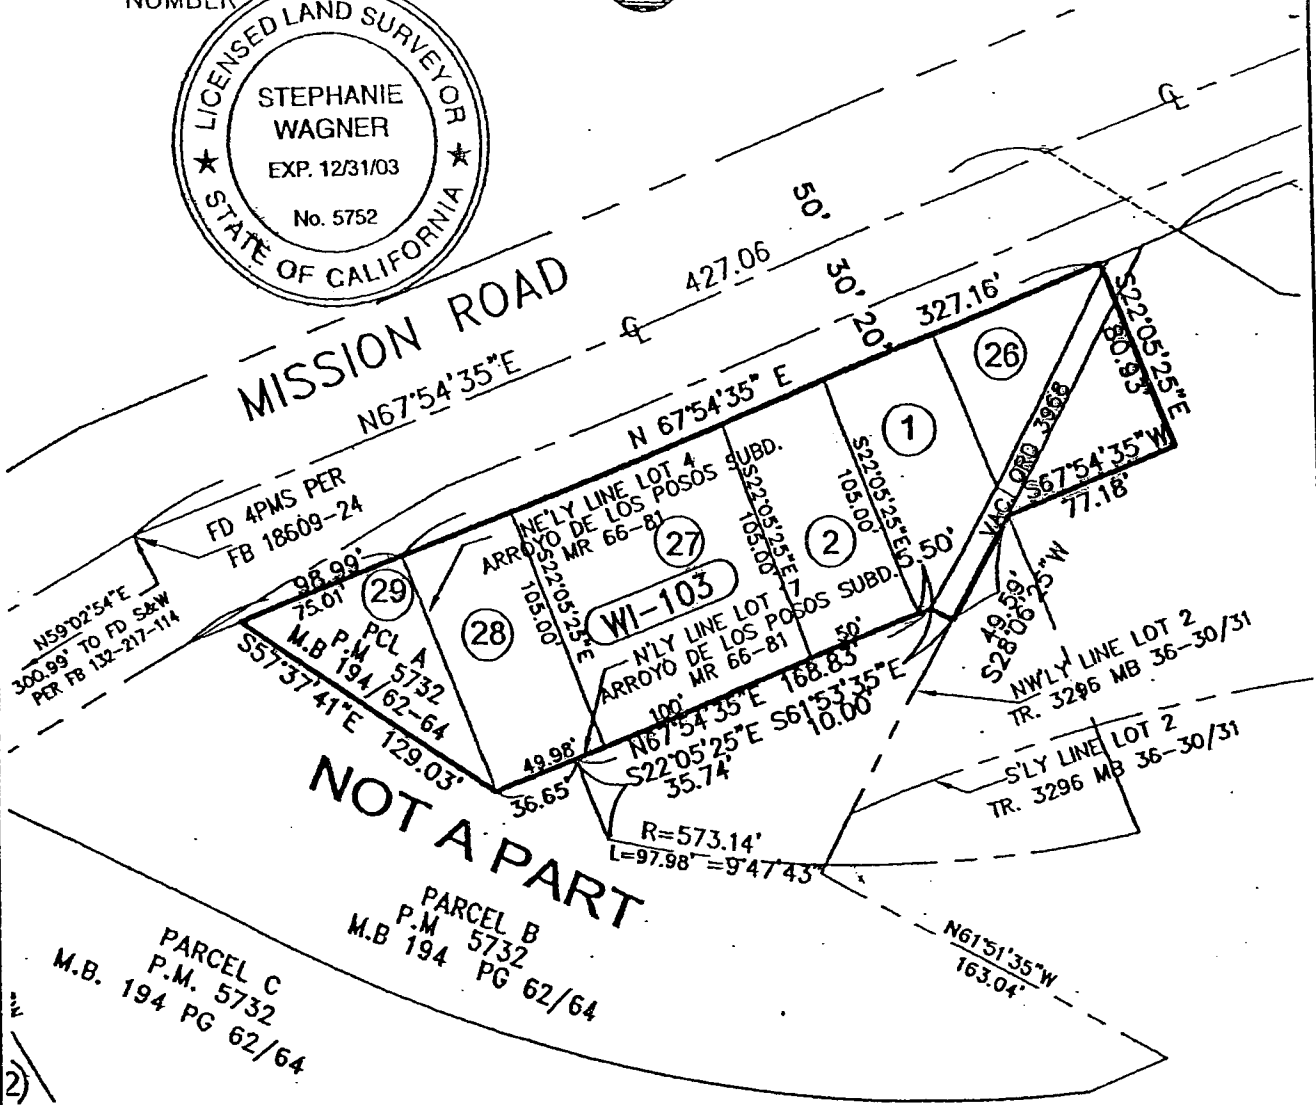 NUMBER
LICENSED LAND SURVEYOR
STEPHANIE
WAGNER
EXP. 12/31/03
No. 5752
★ STATE OF CALIFORNIA ★
MISSION ROAD
N67°54'35"E
427.06
50'
30'
20'
327.16'
N 67°54'35" E
S22°05'25"E
80.93'
S67°54'35"W
77.18'
VAC. ORD 3968
26
1
2
27
28
29
WI-103
FD 4PMS PER
FB 18609-24
N59°02'54"E
300.99' TO FD S&W
PER FB 132-217-114
98.99'
75.01'
PCL A
P.M 5732
M.B 194/62-64
S57°37'41"E 129.03'
NE'LY LINE LOT 4
ARROYO DE LOS POSOS SUBD.
MR 66-81
S22°05'25"E
105.00'
S22°05'25"E
105.00'
S22°05'25"E
105.00'
N'LY LINE LOT 7
ARROYO DE LOS POSOS SUBD.
MR 66-81
50'
100'
N67°54'35"E 168.83'
S22°05'25"E
35.74'
S61°53'35"E
10.00'
49.98'
36.65'
49.59'
S28°06'25"W
NW'LY LINE LOT 2
TR. 3296 MB 36-30/31
S'LY LINE LOT 2
TR. 3296 MB 36-30/31
R=573.14'
L=97.98' =9°47'43"
NOT A PART
PARCEL B
P.M 5732
M.B 194 PG 62/64
PARCEL C
P.M. 5732
M.B. 194 PG 62/64
N61°51'35"W
163.04'
2)